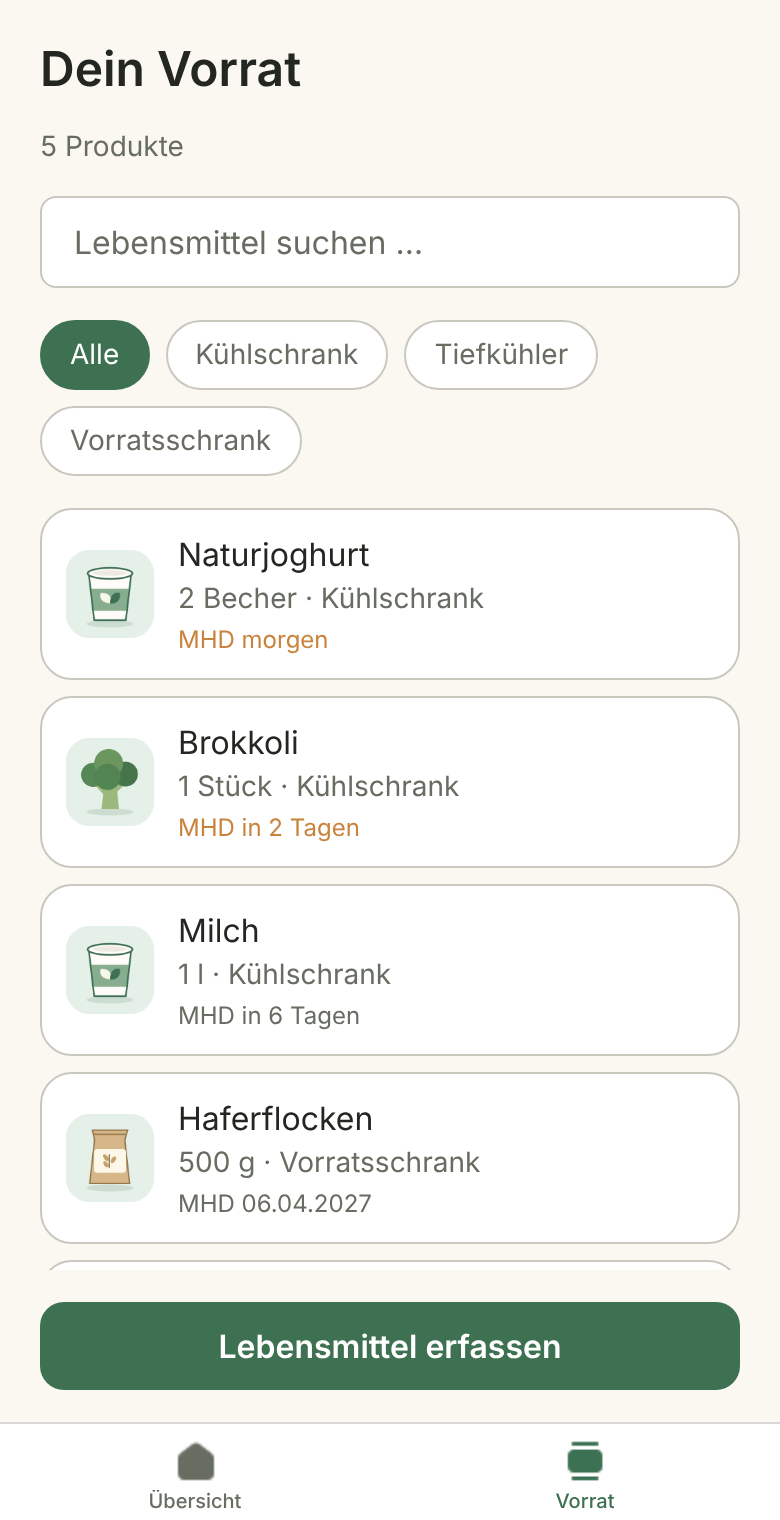 Dein Vorrat
5 Produkte
Lebensmittel suchen ...
Alle
Kühlschrank
Tiefkühler
Vorratsschrank
Naturjoghurt
2 Becher · Kühlschrank
MHD morgen
Brokkoli
1 Stück · Kühlschrank
MHD in 2 Tagen
Milch
1 l · Kühlschrank
MHD in 6 Tagen
Haferflocken
500 g · Vorratsschrank
MHD 06.04.2027
Lebensmittel erfassen
Übersicht
Vorrat